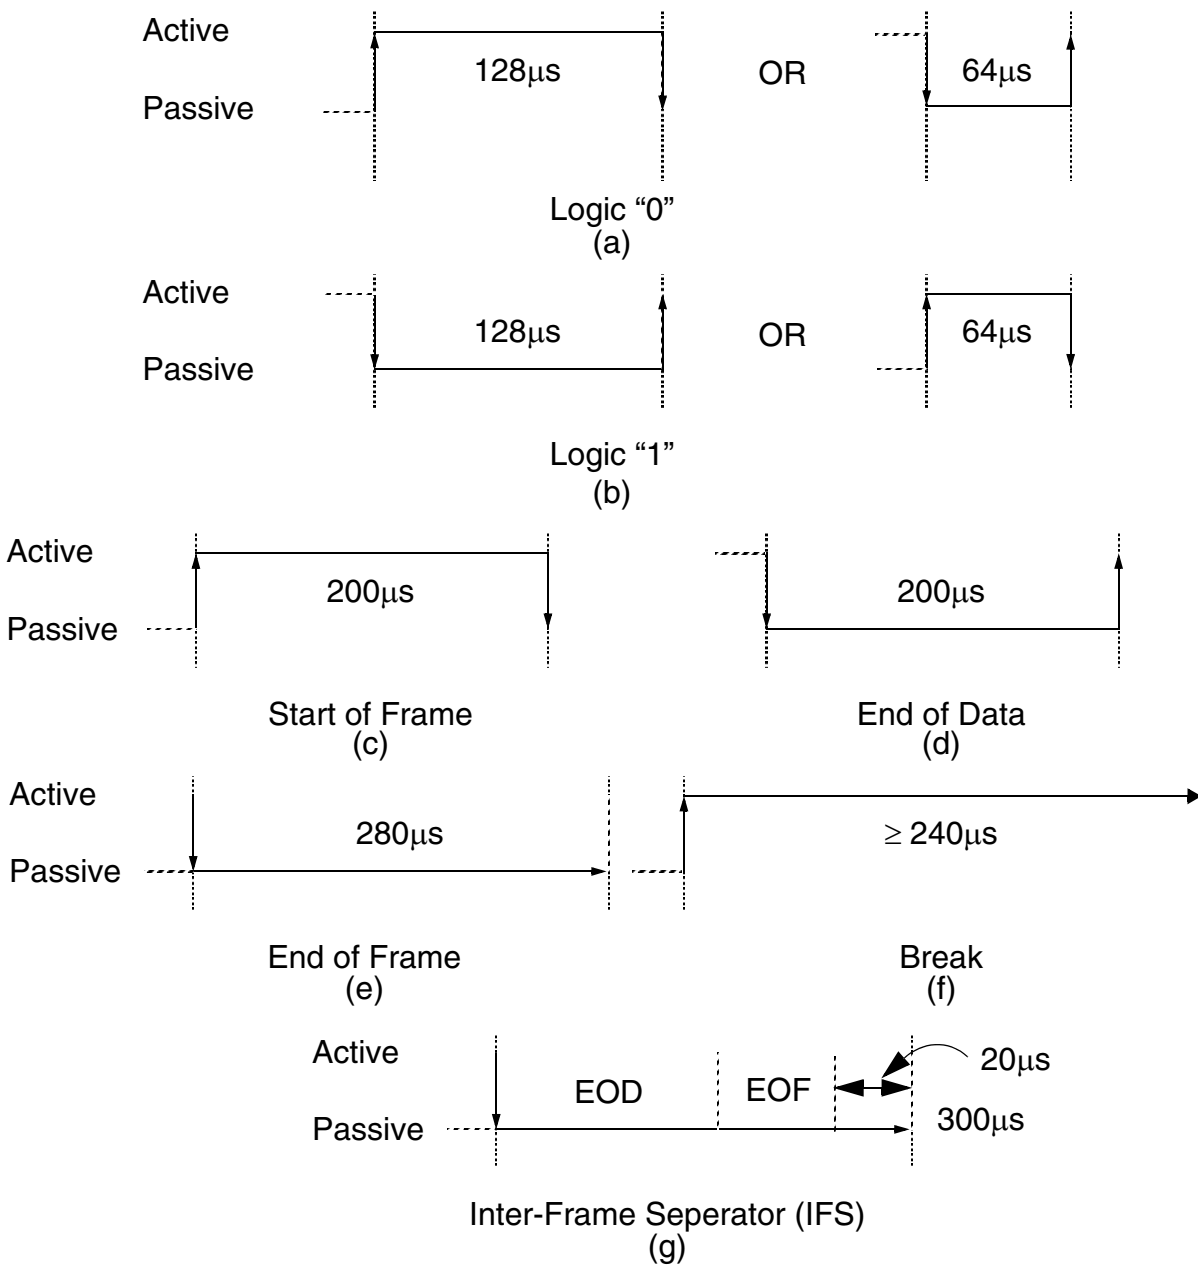 Active
128μs
OR
64μs
Passive
Logic “0”
(a)
Active
128μs
OR
64μs
Passive
Logic “1”
(b)
Active
200μs
200μs
Passive
Start of Frame
(c)
End of Data
(d)
Active
280μs
≥ 240μs
Passive
End of Frame
(e)
Break
(f)
Active
20μs
EOD
EOF
300μs
Passive
Inter-Frame Seperator (IFS)
(g)